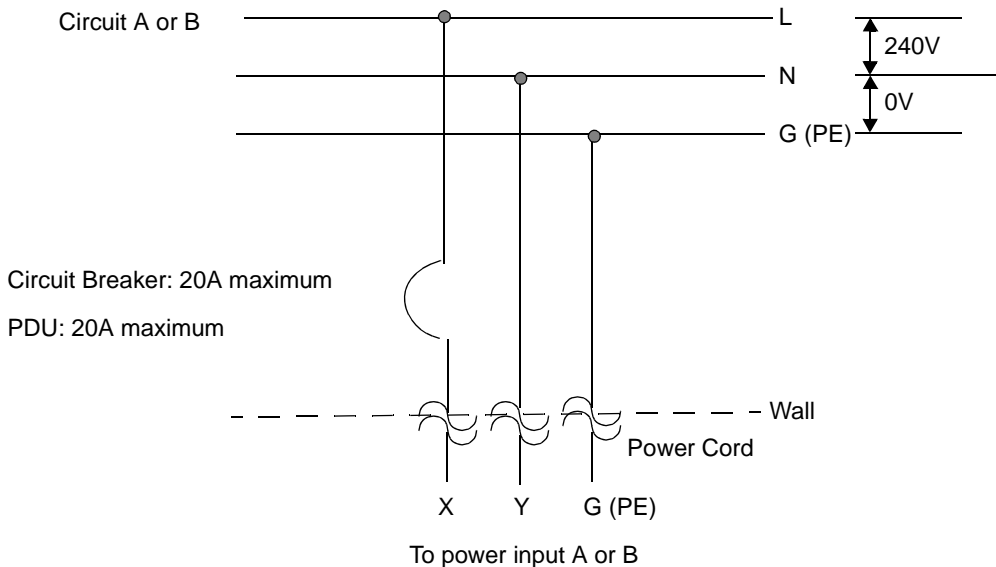 Circuit A or B
L
240V
N
0V
G (PE)
Circuit Breaker: 20A maximum
PDU: 20A maximum
Wall
Power Cord
X Y G (PE)
To power input A or B